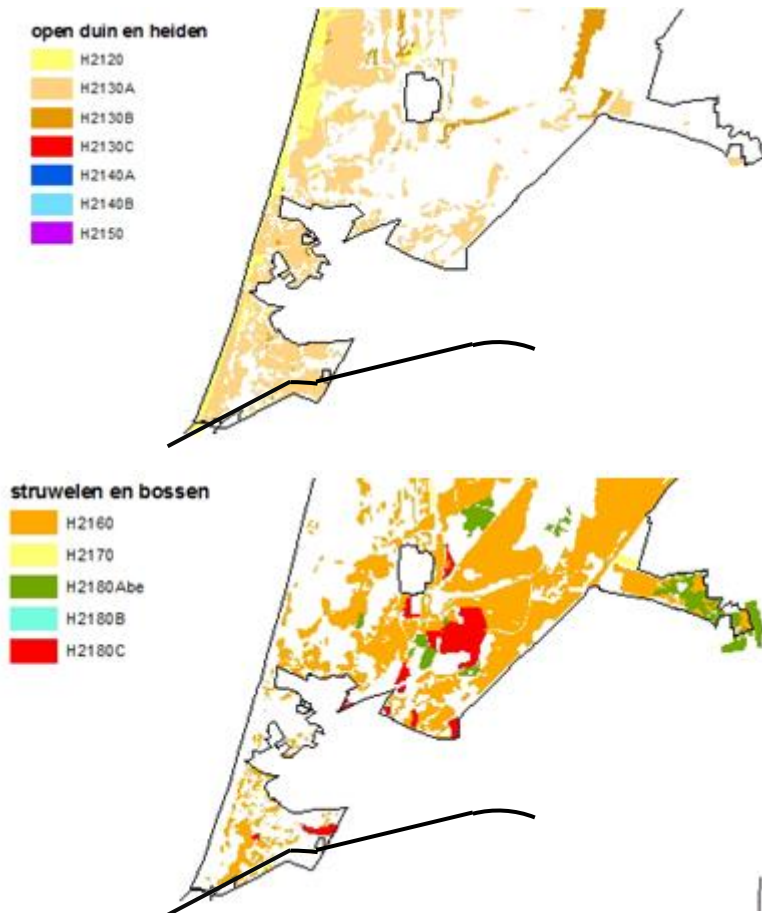 open duin en heiden
H2120
H2130A
H2130B
H2130C
H2140A
H2140B
H2150
struwelen en bossen
H2160
H2170
H2180Abe
H2180B
H2180C